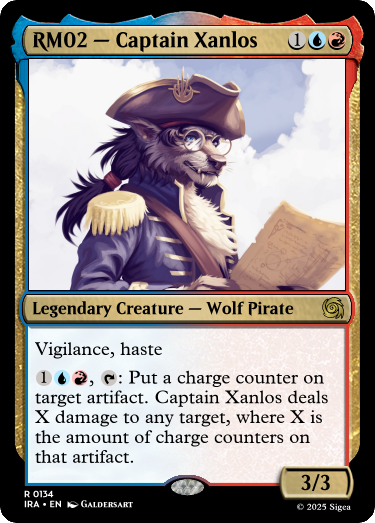 RM02 — Captain Xanlos 1
Legendary Creature — Wolf Pirate
Vigilance, haste
1, : Put a charge counter on
target artifact. Captain Xanlos deals
X damage to any target, where X is
the amount of charge counters on
that artifact.
3/3
R 0134
IRA • EN GALDERSART
© 2025 Sigea